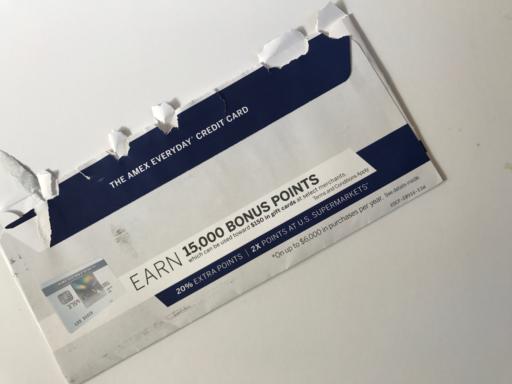 THE AMEX EVERYDAY® CREDIT CARD
EARN 15,000 BONUS POINTS
which can be used toward $150 in gift cards at select merchants.
Terms and Conditions Apply
20% EXTRA POINTS | 2X POINTS AT U.S. SUPERMARKETS*
*On up to $6,000 in purchases per year. See details inside.